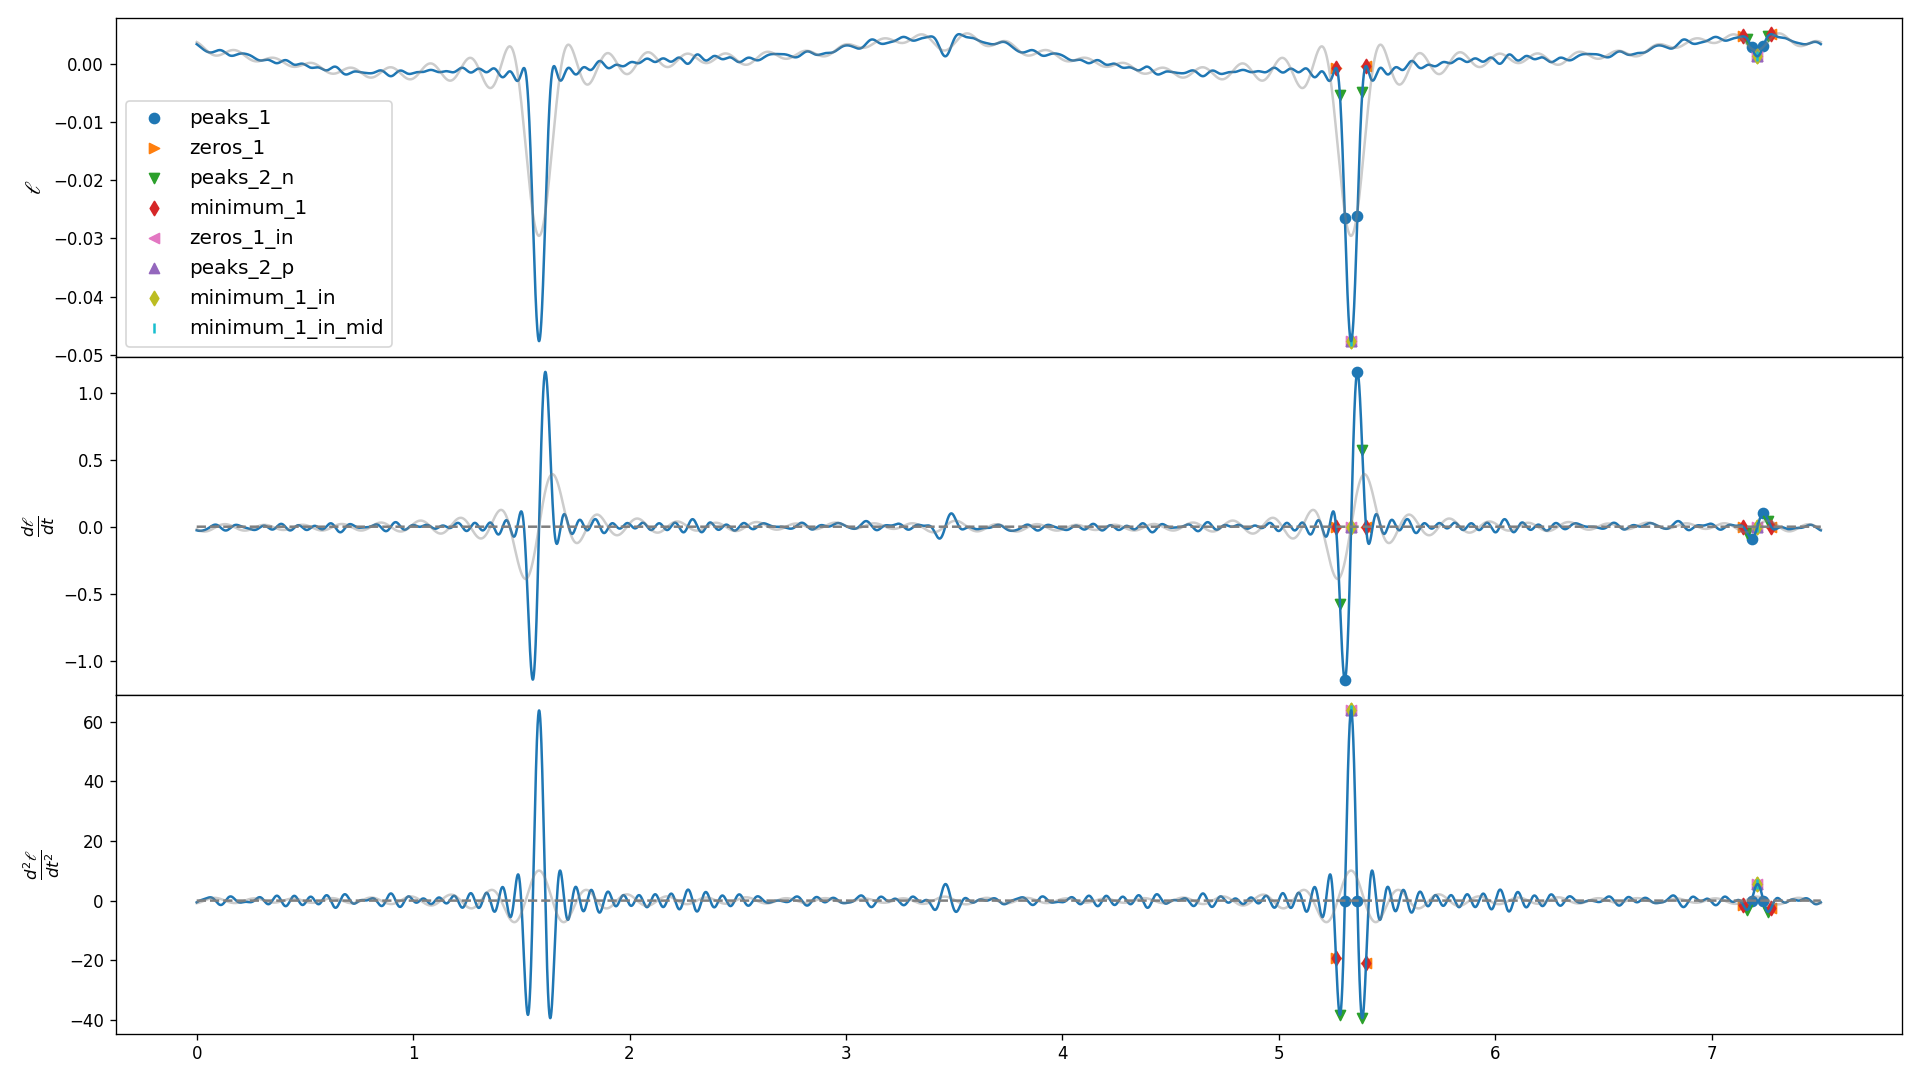 0.00
−0.01
−0.02
−0.03
−0.04
−0.05
ℓ
peaks_1
zeros_1
peaks_2_n
minimum_1
zeros_1_in
peaks_2_p
minimum_1_in
minimum_1_in_mid
1.0
0.5
0.0
−0.5
−1.0
dℓ
dt
60
40
20
0
−20
−40
d²ℓ
dt²
0 1 2 3 4 5 6 7